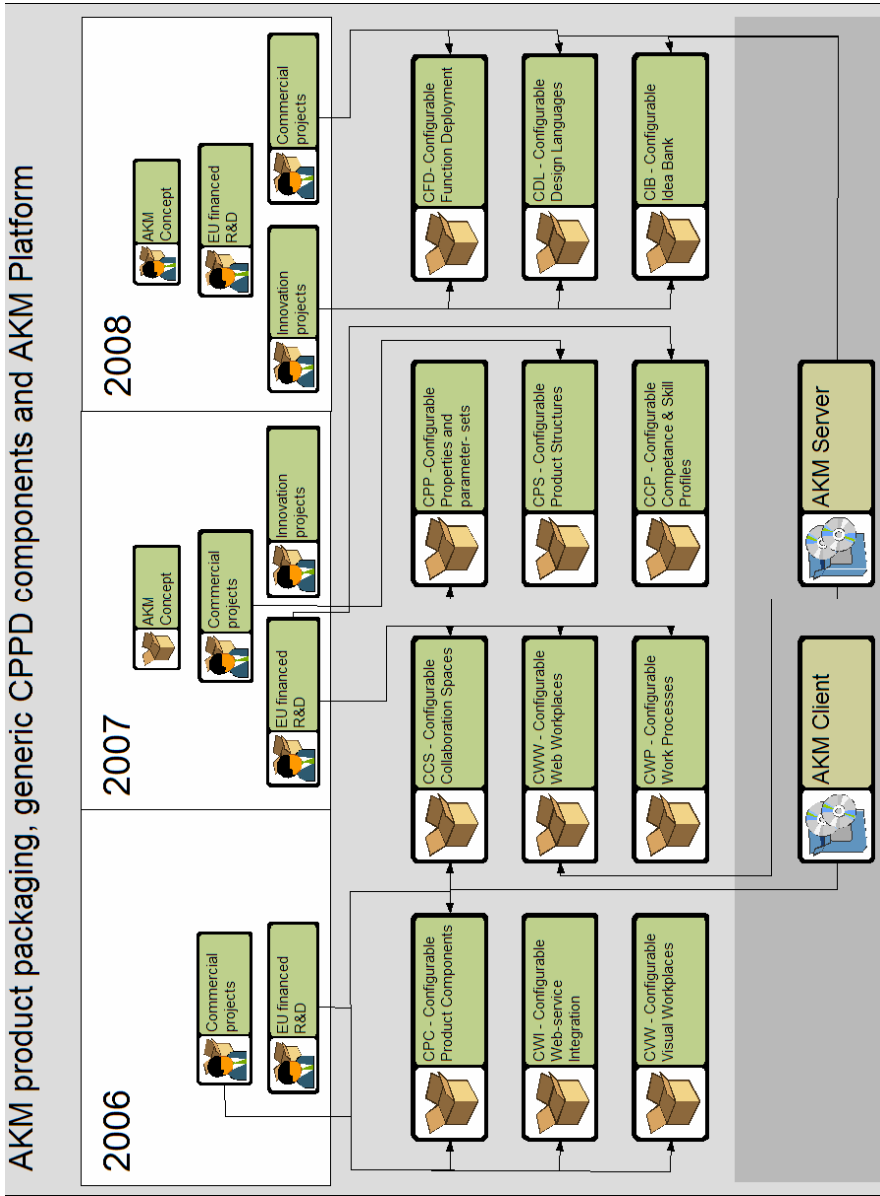 AKM product packaging, generic CPPD components and AKM Platform
2006
Commercial
projects
EU financed
R&D
2007
AKM
Concept
Commercial
projects
EU financed
R&D
Innovation
projects
2008
AKM
Concept
EU financed
R&D
Innovation
projects
Commercial
projects
CPC - Configurable
Product Components
CWI - Configurable
Web-service
Integration
CVW - Configurable
Visual Workplaces
CCS - Configurable
Collaboration Spaces
CWW - Configurable
Web Workplaces
CWP - Configurable
Work Processes
CPP -Configurable
Properties and
parameter- sets
CPS - Configurable
Product Structures
CCP - Configurable
Competance & Skill
Profiles
CFD- Configurable
Function Deployment
CDL - Configurable
Design Languages
CIB - Configurable
Idea Bank
AKM Client
AKM Server